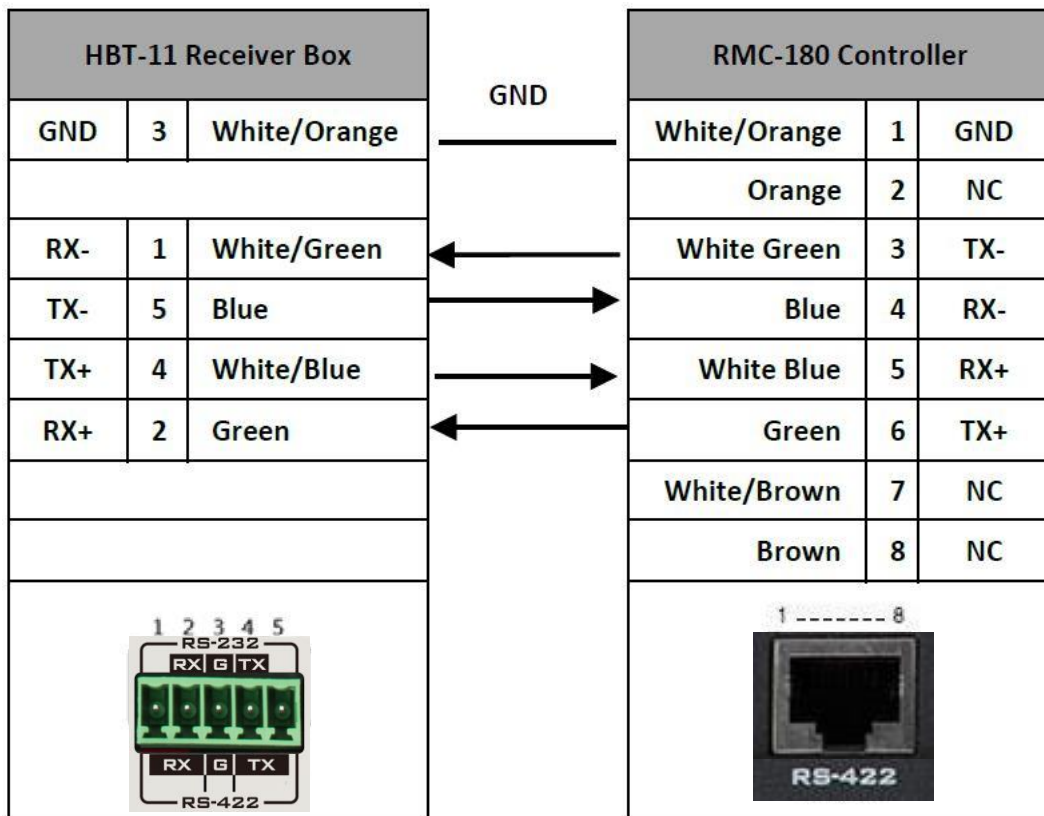 HBT-11 Receiver Box
GND
RMC-180 Controller
GND 3 White/Orange
White/Orange 1 GND
Orange 2 NC
RX- 1 White/Green
White Green 3 TX-
TX- 5 Blue
Blue 4 RX-
TX+ 4 White/Blue
White Blue 5 RX+
RX+ 2 Green
Green 6 TX+
White/Brown 7 NC
Brown 8 NC
1 2 3 4 5
RS-232
RX G TX
RX G TX
RS-422
1 ------- 8
RS-422